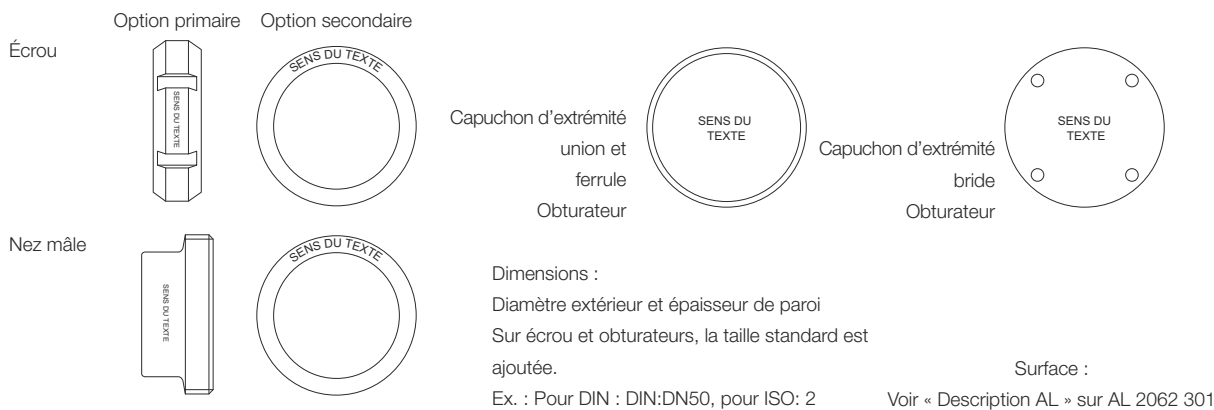 Option primaire
Option secondaire
Écrou
SENS DU TEXTE
SENS DU TEXTE
Capuchon d'extrémité
union et
ferrule
Obturateur
SENS DU
TEXTE
Capuchon d'extrémité
bride
Obturateur
SENS DU
TEXTE
Nez mâle
SENS DU TEXTE
SENS DU TEXTE
Dimensions :
Diamètre extérieur et épaisseur de paroi
Sur écrou et obturateurs, la taille standard est
ajoutée.
Ex. : Pour DIN : DIN:DN50, pour ISO: 2
Surface :
Voir « Description AL » sur AL 2062 301